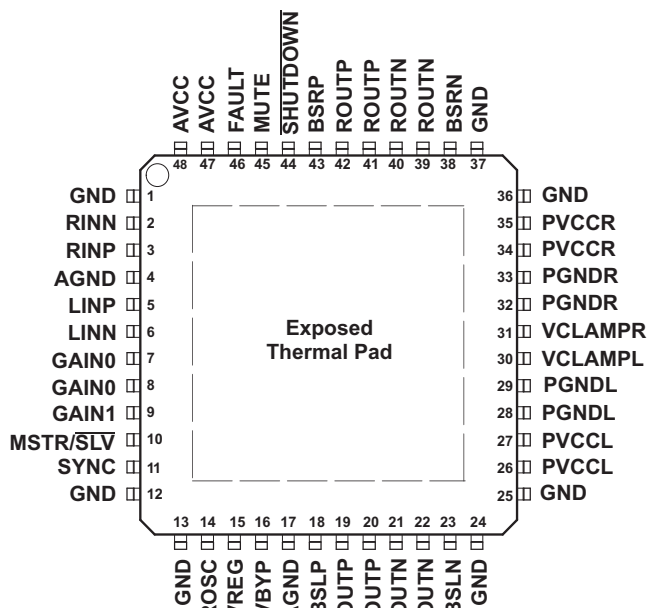 AVCC
AVCC
FAULT
MUTE
SHUTDOWN
BSRP
ROUTP
ROUTP
ROUTN
ROUTN
BSRN
GND
48 47 46 45 44 43 42 41 40 39 38 37
GND 1
RINN 2
RINP 3
AGND 4
LINP 5
LINN 6
GAIN0 7
GAIN0 8
GAIN1 9
MSTR/SLV 10
SYNC 11
GND 12
Exposed
Thermal Pad
36 GND
35 PVCCR
34 PVCCR
33 PGNDR
32 PGNDR
31 VCLAMPR
30 VCLAMPL
29 PGNDL
28 PGNDL
27 PVCCL
26 PVCCL
25 GND
13 14 15 16 17 18 19 20 21 22 23 24
GND
ROSC
VREG
VBYP
AGND
BSLP
OUTP
OUTP
OUTN
OUTN
BSLN
GND